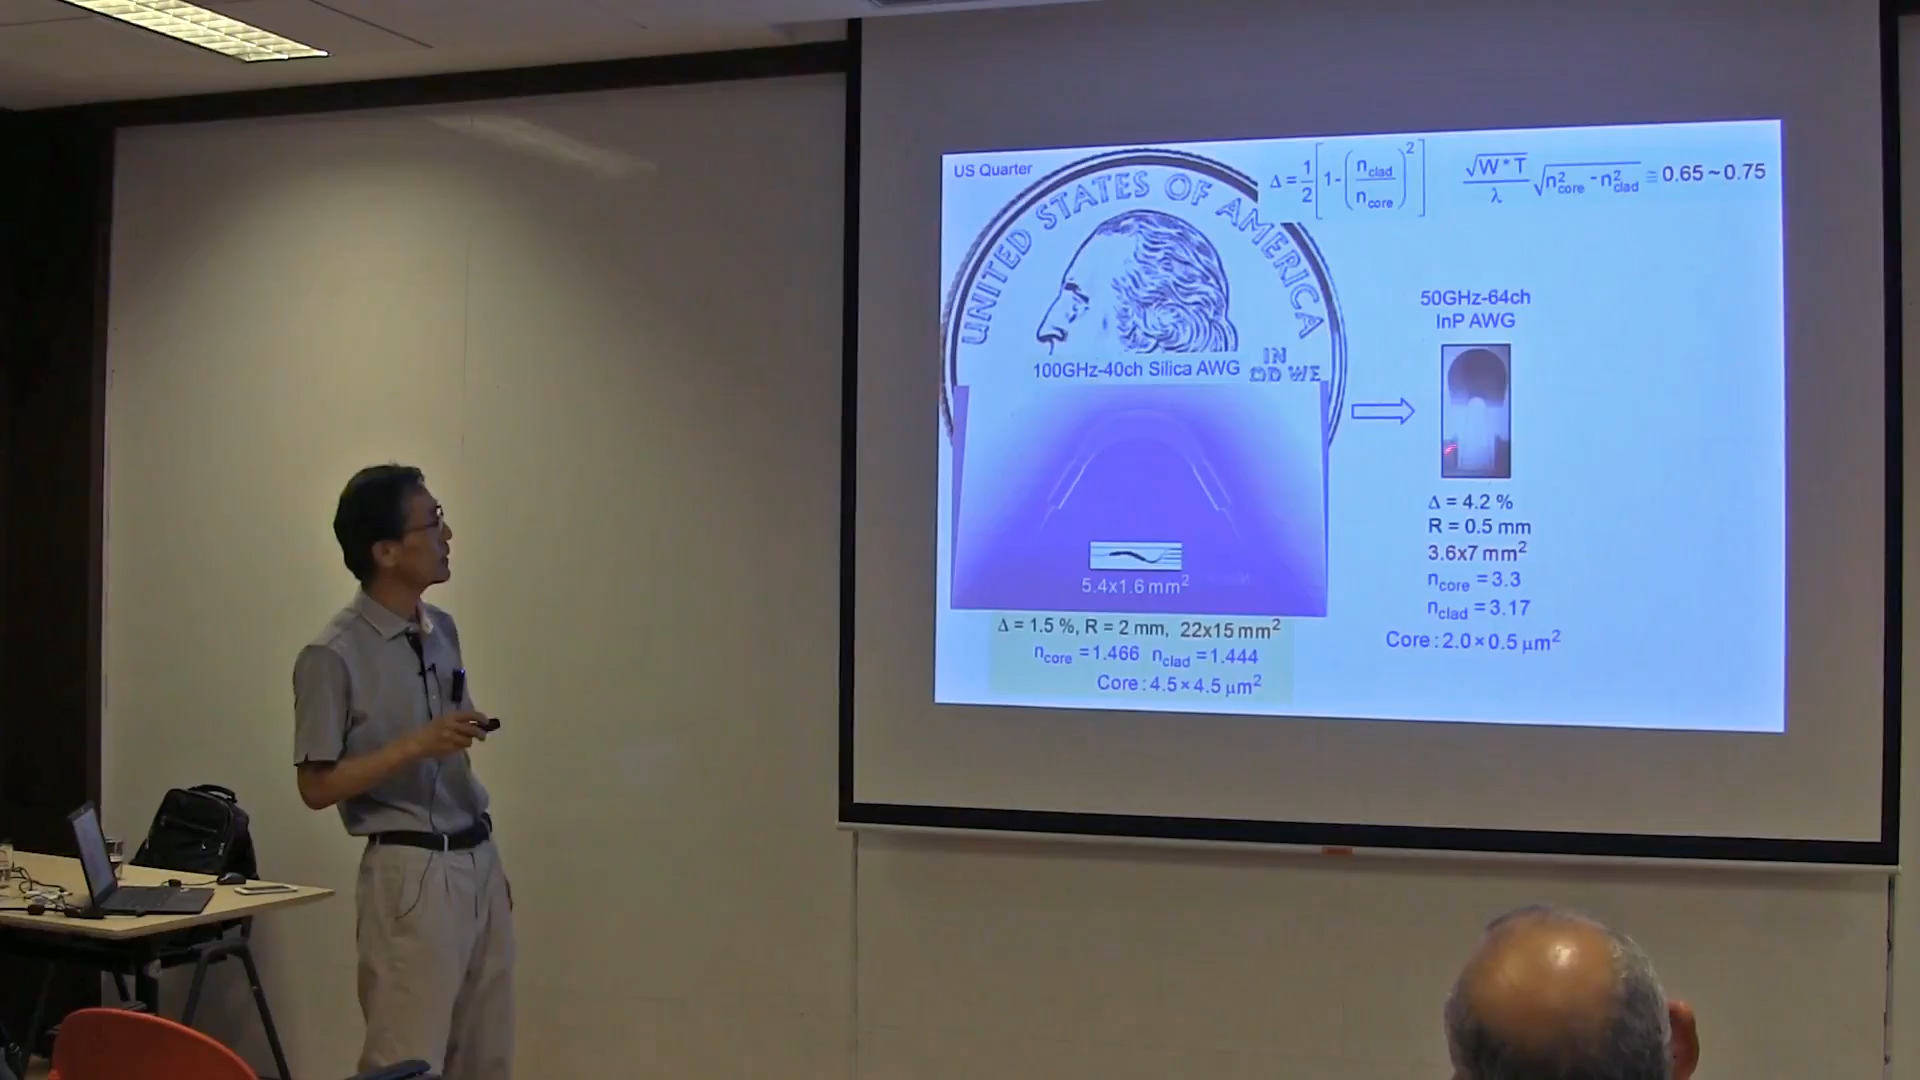 US Quarter
UNITED STATES OF AMERICA
Δ = 1/2 [1 - (n_clad / n_core)^2]
√W*T / λ √n²_core - n²_clad ≅ 0.65 ~ 0.75
IN
WE
100GHz-40ch Silica AWG
5.4x1.6 mm²
Δ = 1.5 %, R = 2 mm, 22x15 mm²
n_core = 1.466 n_clad = 1.444
Core : 4.5 × 4.5 μm²
50GHz-64ch
InP AWG
Δ = 4.2 %
R = 0.5 mm
3.6x7 mm²
n_core = 3.3
n_clad = 3.17
Core : 2.0 × 0.5 μm²